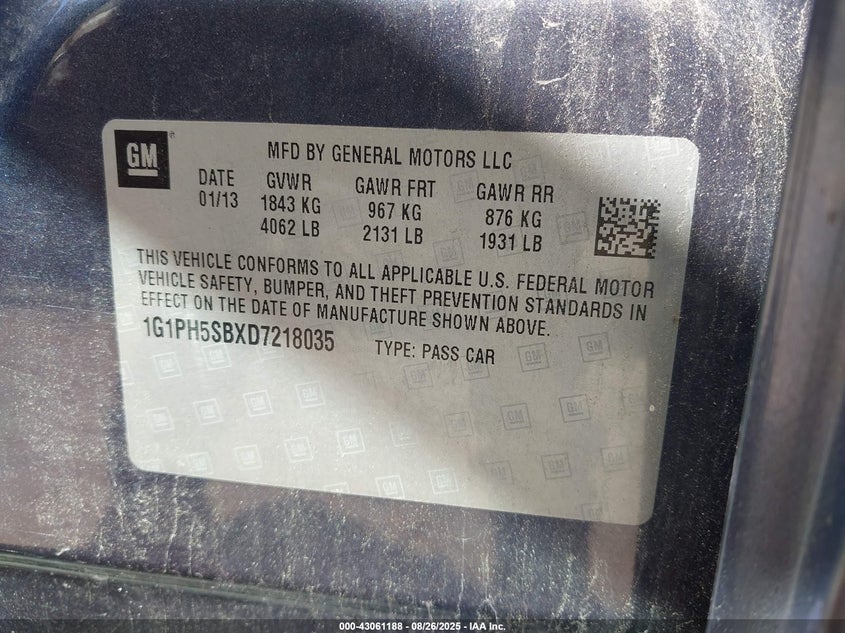 GM
MFD BY GENERAL MOTORS LLC
DATE GVWR GAWR FRT GAWR RR
01/13 1843 KG 967 KG 876 KG
4062 LB 2131 LB 1931 LB
THIS VEHICLE CONFORMS TO ALL APPLICABLE U.S. FEDERAL MOTOR
VEHICLE SAFETY, BUMPER, AND THEFT PREVENTION STANDARDS IN
EFFECT ON THE DATE OF MANUFACTURE SHOWN ABOVE.
1G1PH5SBXD7218035 TYPE: PASS CAR
000-43061188 - 08/26/2025 - IAA Inc.